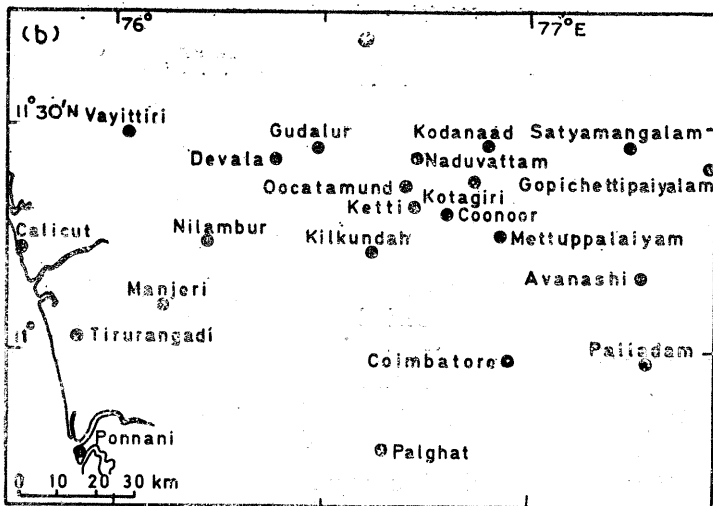 (b)
76° 77°E
11°30'N Vayittiri
Gudalur Kodanaad Satyamangalam
Devala Naduvattam
Oocatamund Kotagiri Gopichettipaiyalam
Ketti Coonoor
Calicut Nilambur Kilkundah Mettuppalaiyam
Avanashi
Manjeri
11° Tirurangadi
Coimbatore Palladam
Ponnani Palghat
0 10 20 30 km